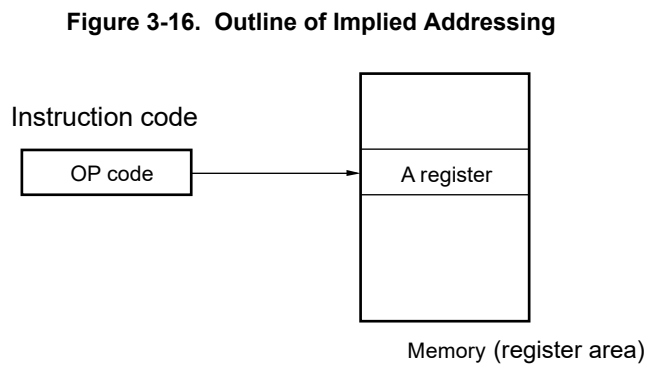 Figure 3-16. Outline of Implied Addressing
Instruction code
OP code
A register
Memory (register area)